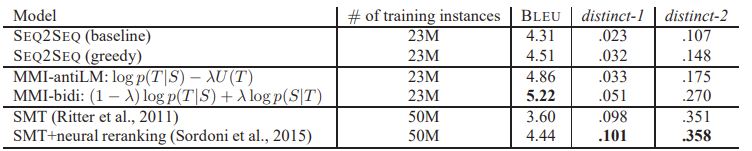 Model # of training instances BLEU distinct-1 distinct-2
SEQ2SEQ (baseline) 23M 4.31 .023 .107
SEQ2SEQ (greedy) 23M 4.51 .032 .148
MMI-antiLM: log p(T|S) − λU(T) 23M 4.86 .033 .175
MMI-bidi: (1 − λ) log p(T|S) + λ log p(S|T) 23M 5.22 .051 .270
SMT (Ritter et al., 2011) 50M 3.60 .098 .351
SMT+neural reranking (Sordoni et al., 2015) 50M 4.44 .101 .358